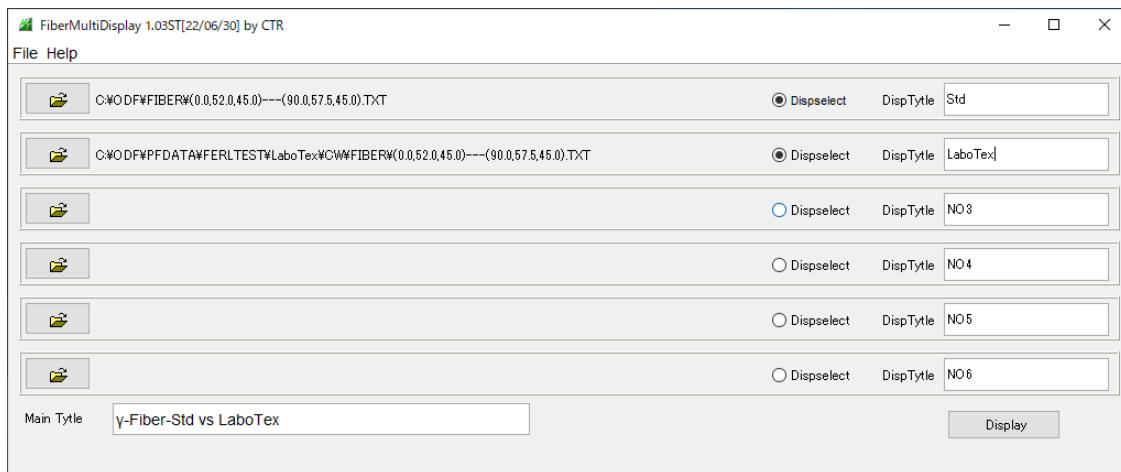 FiberMultiDisplay 1.03ST[22/06/30] by CTR
File Help
C:¥ODF¥FIBER¥(0.0,52.0,45.0)---(90.0,57.5,45.0).TXT Dispselect DispTytle Std
C:¥ODF¥PFDATA¥FERLTEST¥LaboTex¥CW¥FIBER¥(0.0,52.0,45.0)---(90.0,57.5,45.0).TXT Dispselect DispTytle LaboTex
Dispselect DispTytle NO3
Dispselect DispTytle NO4
Dispselect DispTytle NO5
Dispselect DispTytle NO6
Main Tytle γ-Fiber-Std vs LaboTex Display